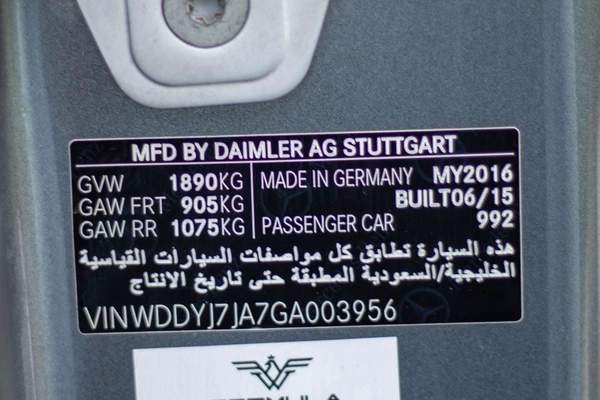 MFD BY DAIMLER AG STUTTGART
GVW 1890KG MADE IN GERMANY MY2016
GAW FRT 905KG BUILT06/15
GAW RR 1075KG PASSENGER CAR 992
هذه السيارة تطابق كل مواصفات السيارات القياسية
الخليجية/السعودية المطبقة حتى تاريخ الانتاج
VINWDDYJ7JA7GA003956